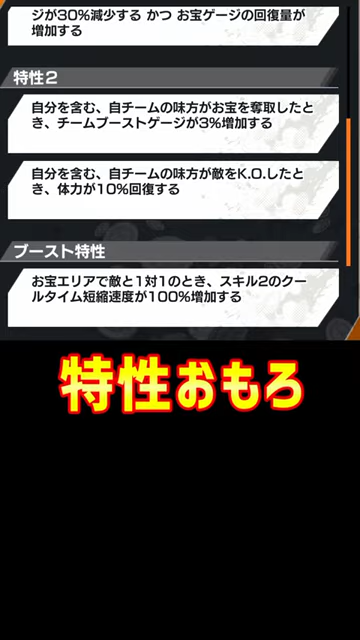 ジが30%減少する かつ お宝ゲージの回復量が
増加する
特性2
自分を含む、自チームの味方がお宝を奪取したと
き、チームブーストゲージが3%増加する
自分を含む、自チームの味方が敵をK.O.したと
き、体力が10%回復する
ブースト特性
お宝エリアで敵と1対1のとき、スキル2のクー
ルタイム短縮速度が100%増加する
特性おもろ